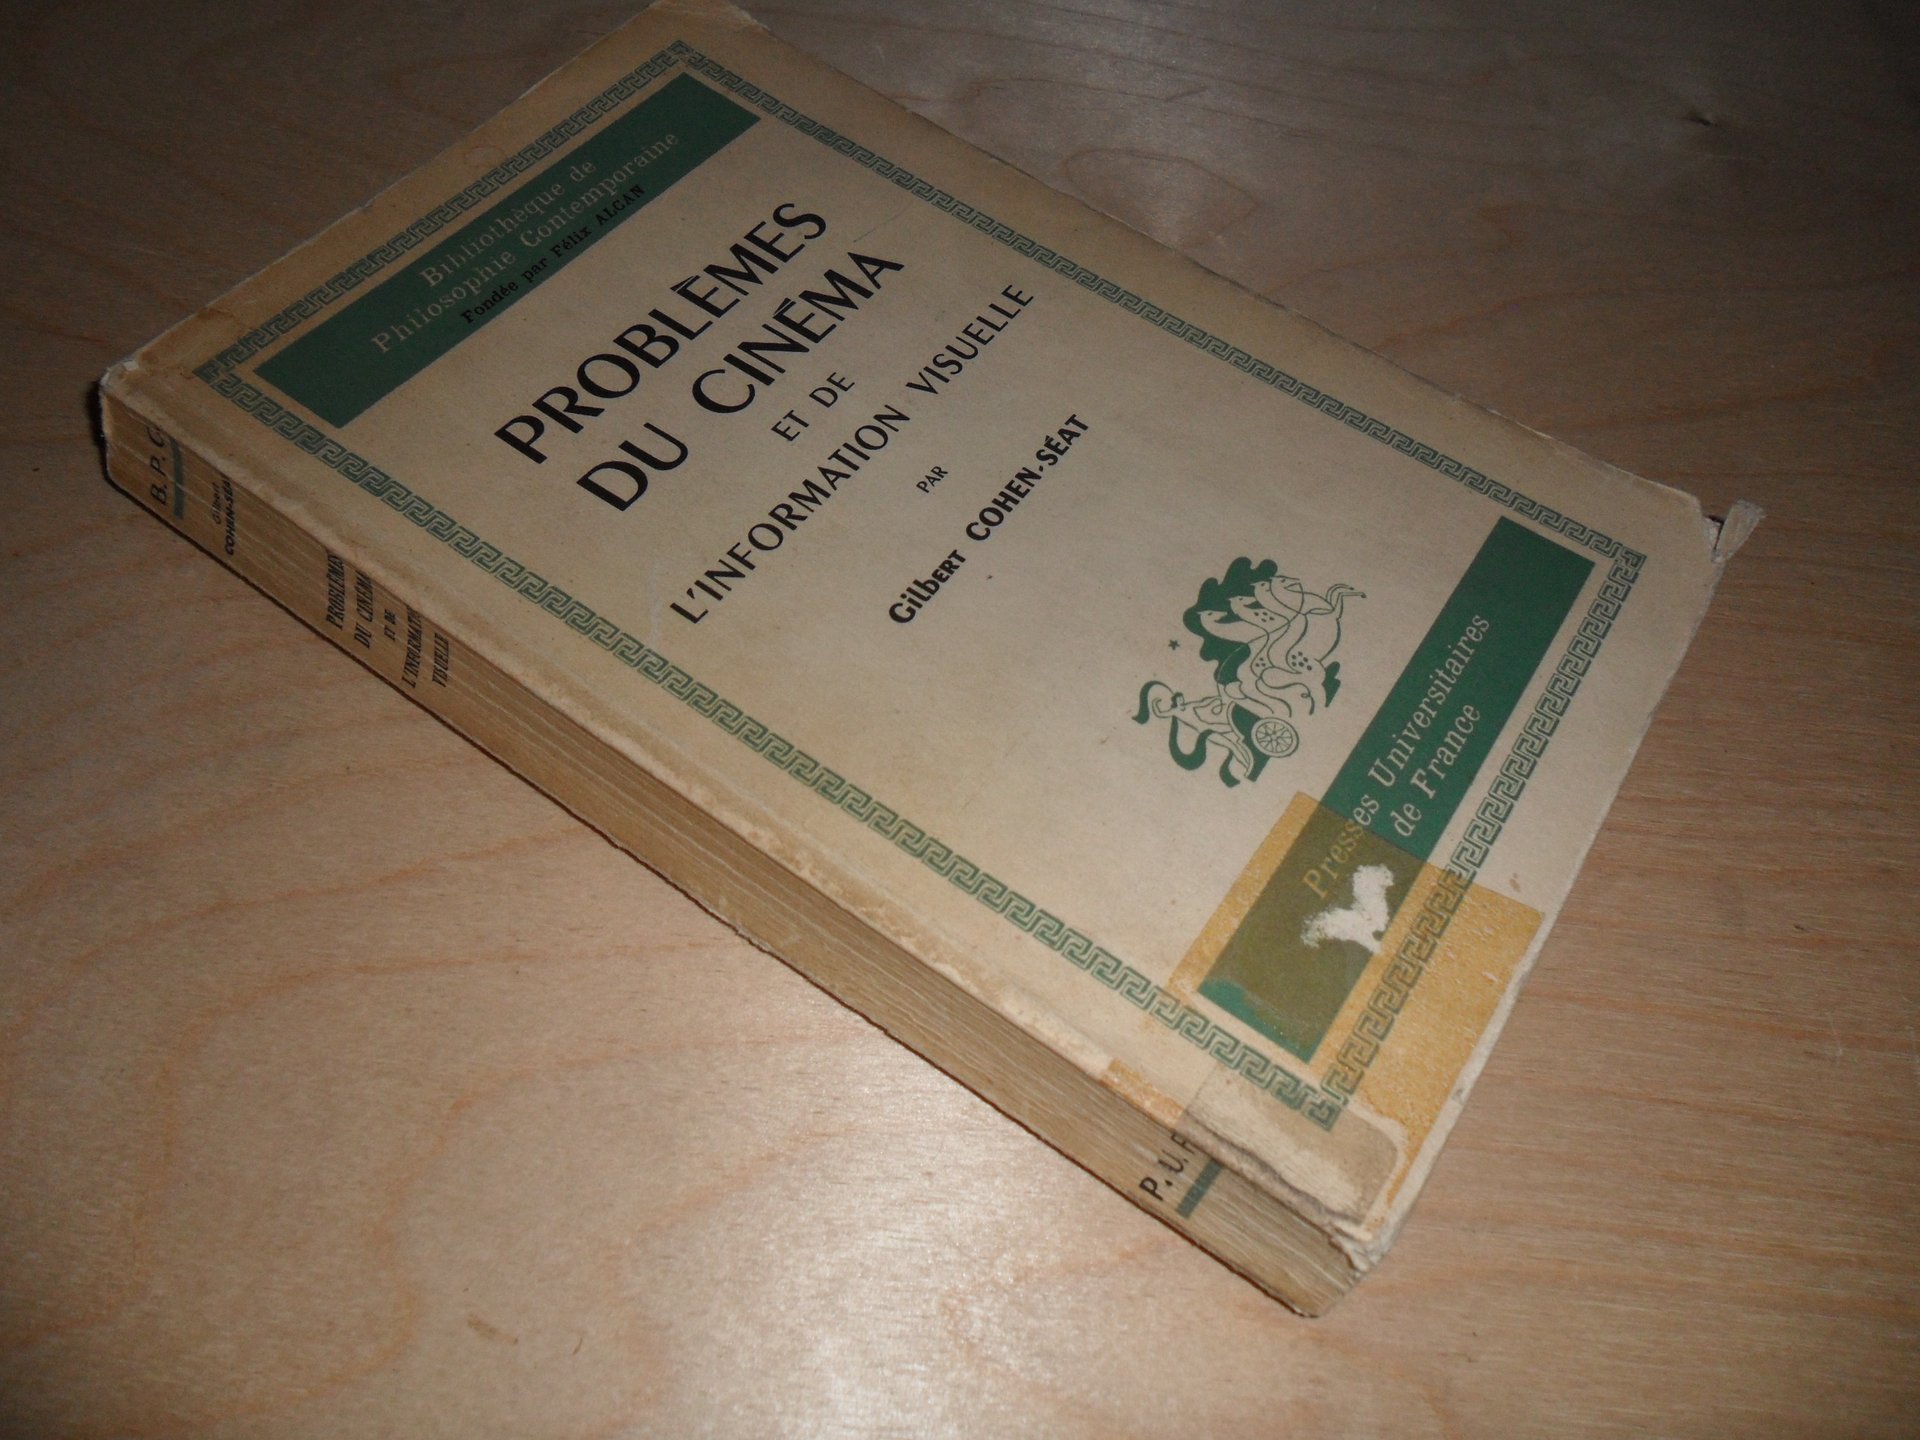 Bibliothèque de
Philosophie Contemporaine
Fondée par Félix ALCAN
PROBLÈMES
DU CINÉMA
ET DE
L'INFORMATION VISUELLE
PAR
Gilbert COHEN-SÉAT
Presses Universitaires
de France
B. P. C.
Gilbert
COHEN-SÉAT
PROBLÈMES
DU CINÉMA
ET DE
L'INFORMATION
VISUELLE
P. U. F.